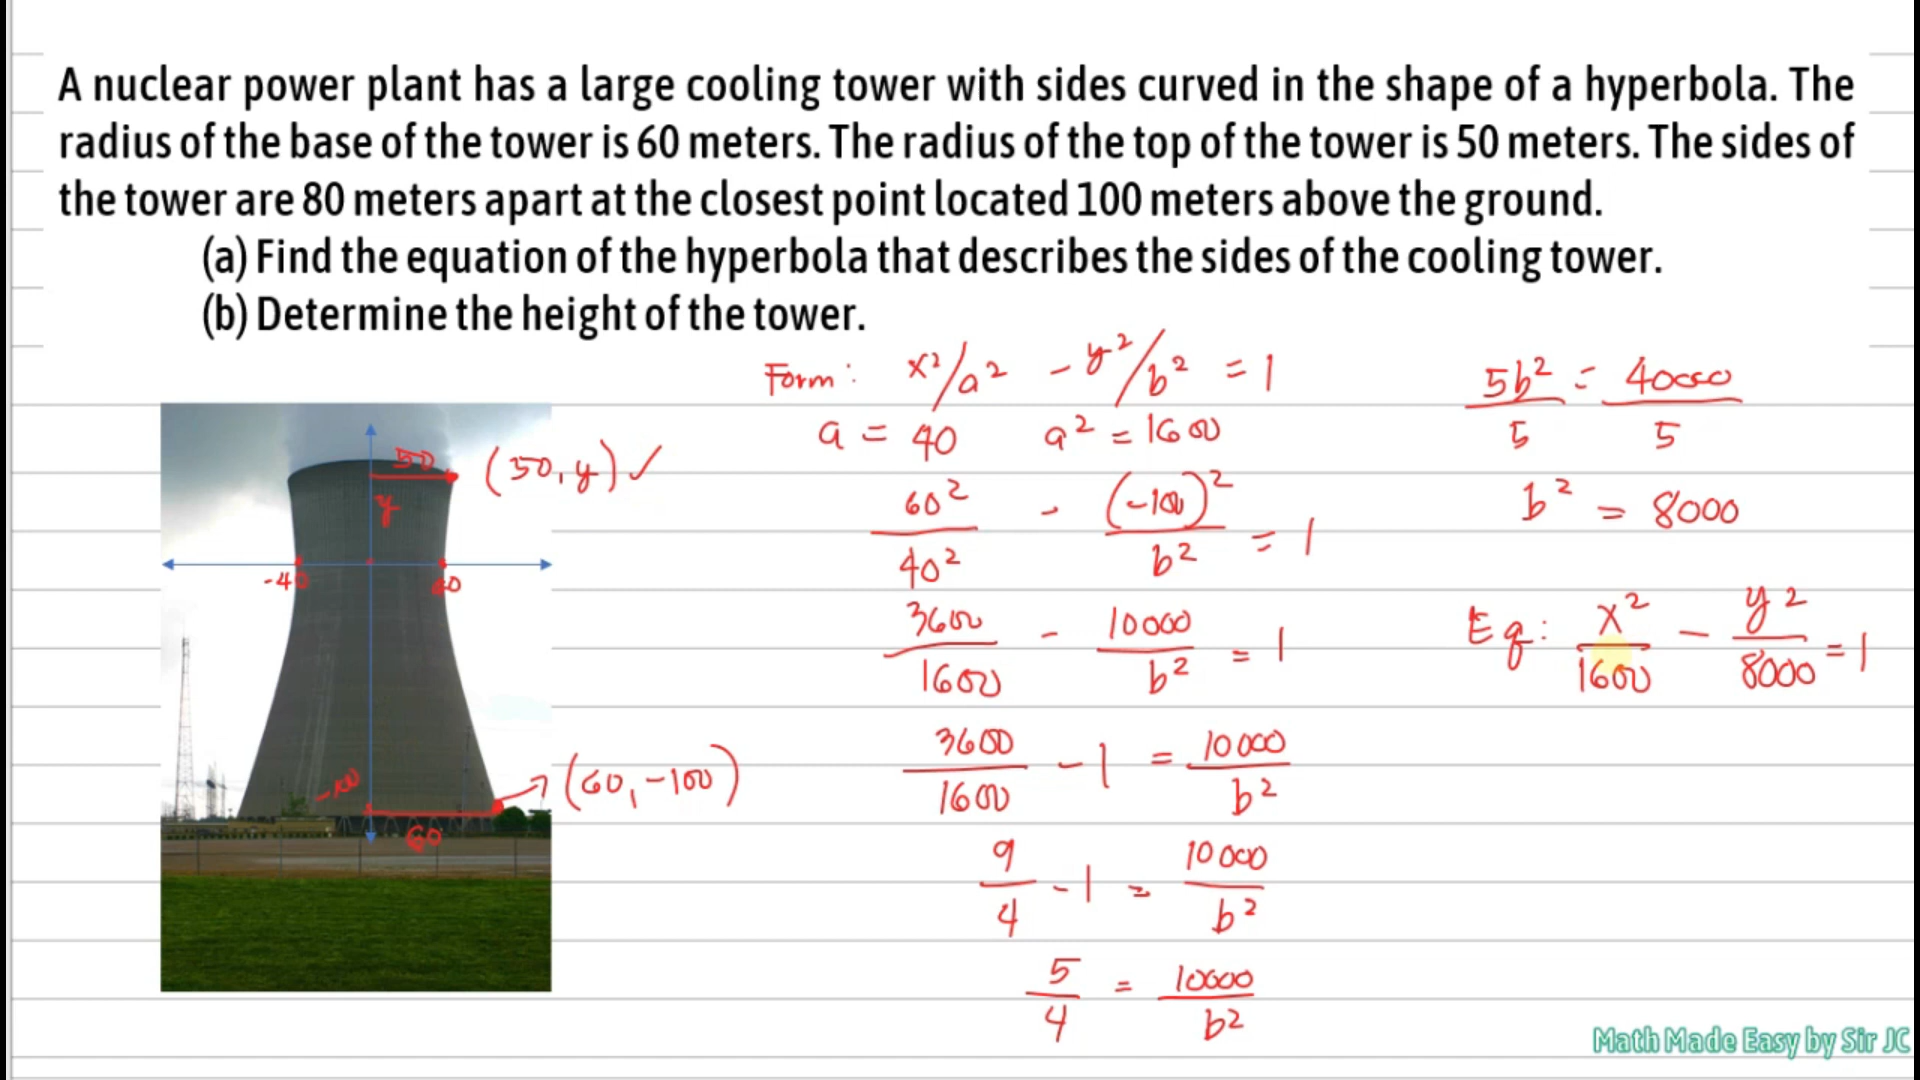 A nuclear power plant has a large cooling tower with sides curved in the shape of a hyperbola. The
radius of the base of the tower is 60 meters. The radius of the top of the tower is 50 meters. The sides of
the tower are 80 meters apart at the closest point located 100 meters above the ground.
(a) Find the equation of the hyperbola that describes the sides of the cooling tower.
(b) Determine the height of the tower.
Form: x²/a² - y²/b² = 1
a = 40 a² = 1600
60²/40² - (-100)²/b² = 1
3600/1600 - 10000/b² = 1
3600/1600 - 1 = 10000/b²
9/4 - 1 = 10000/b²
5/4 = 10000/b²
5b²/5 = 40000/5
b² = 8000
Eq: x²/1600 - y²/8000 = 1
50 (50, y) ✓
y
-40 40
-100 (60, -100)
60
Math Made Easy by Sir JC